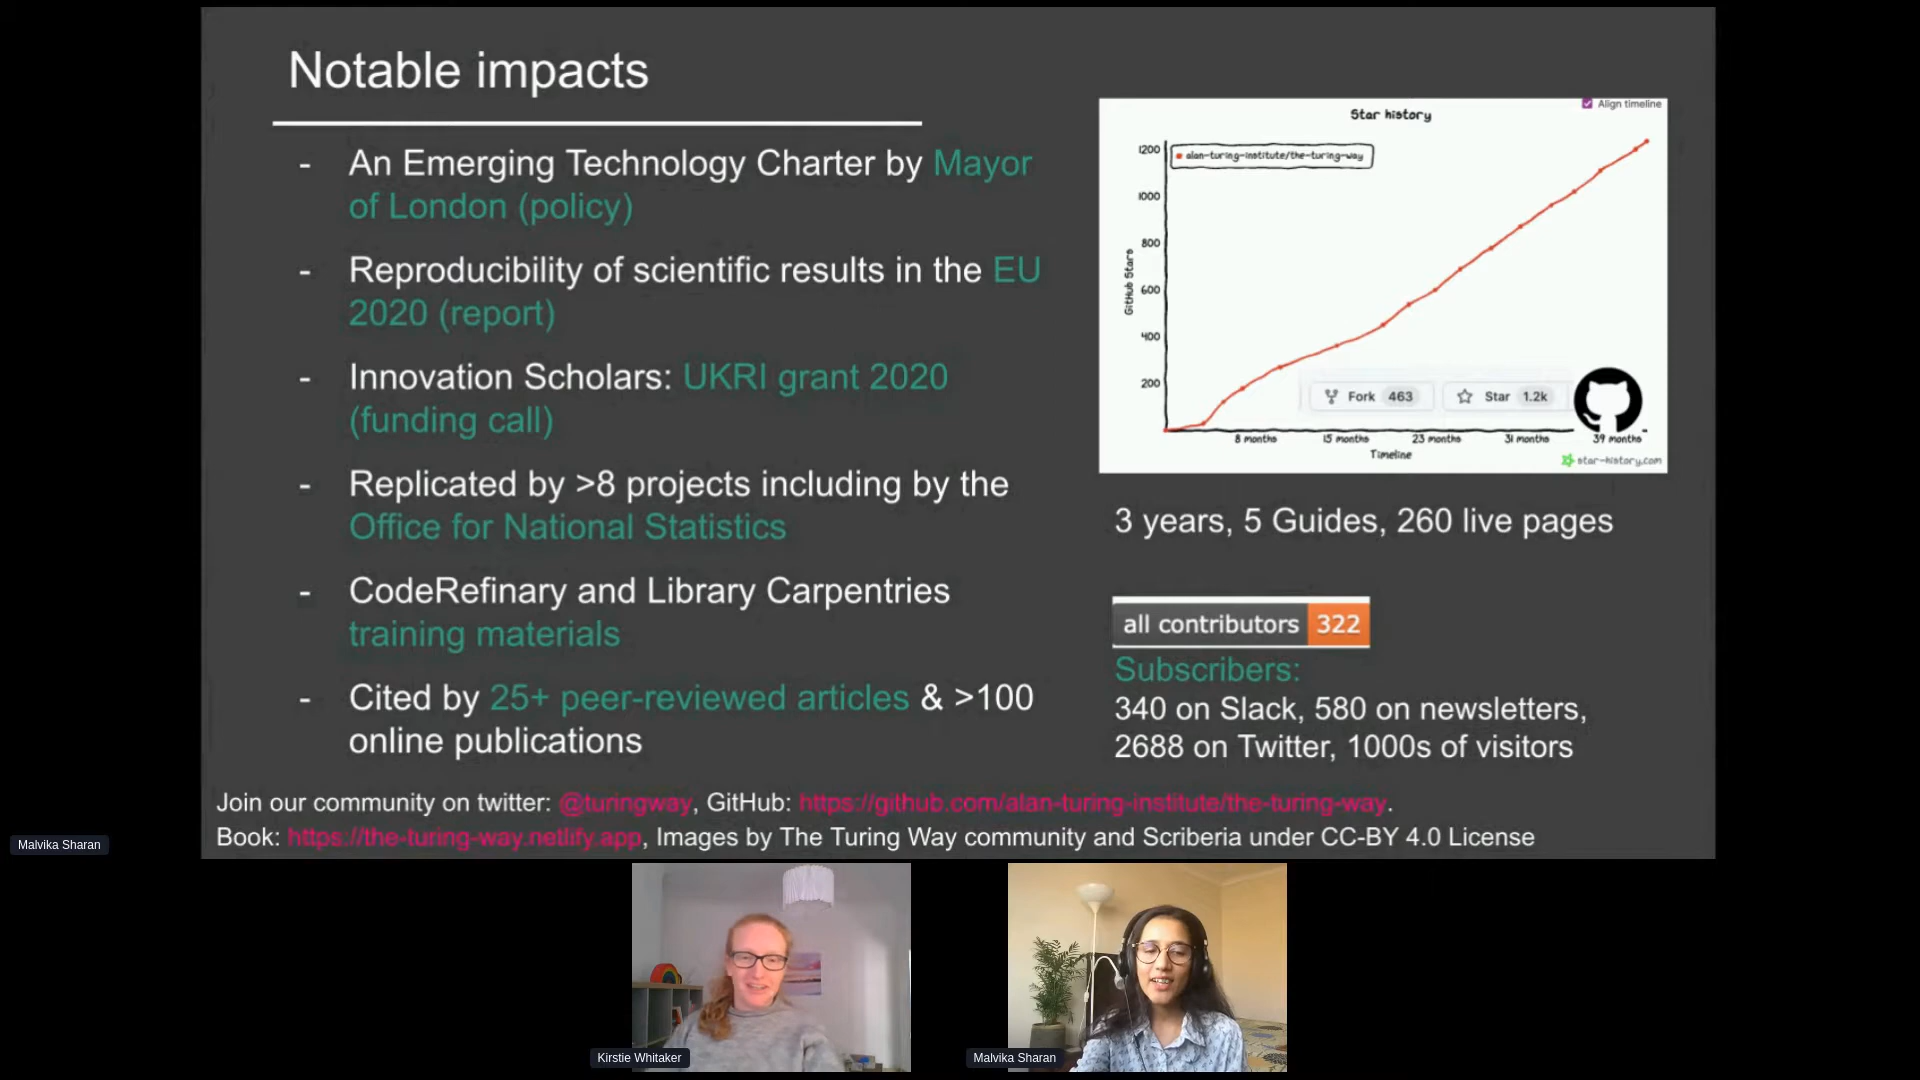 Notable impacts
- An Emerging Technology Charter by Mayor
of London (policy)
- Reproducibility of scientific results in the EU
2020 (report)
- Innovation Scholars: UKRI grant 2020
(funding call)
- Replicated by >8 projects including by the
Office for National Statistics
- CodeRefinary and Library Carpentries
training materials
- Cited by 25+ peer-reviewed articles & >100
online publications
Align timeline
Star history
alan-turing-institute/the-turing-way
1200
1000
800
600
400
200
GitHub Stars
Fork 463
Star 1.2k
8 months 15 months 23 months 31 months 39 months
Timeline
star-history.com
3 years, 5 Guides, 260 live pages
all contributors 322
Subscribers:
340 on Slack, 580 on newsletters,
2688 on Twitter, 1000s of visitors
Join our community on twitter: @turingway, GitHub: https://github.com/alan-turing-institute/the-turing-way.
Book: https://the-turing-way.netlify.app, Images by The Turing Way community and Scriberia under CC-BY 4.0 License
Malvika Sharan
Kirstie Whitaker
Malvika Sharan